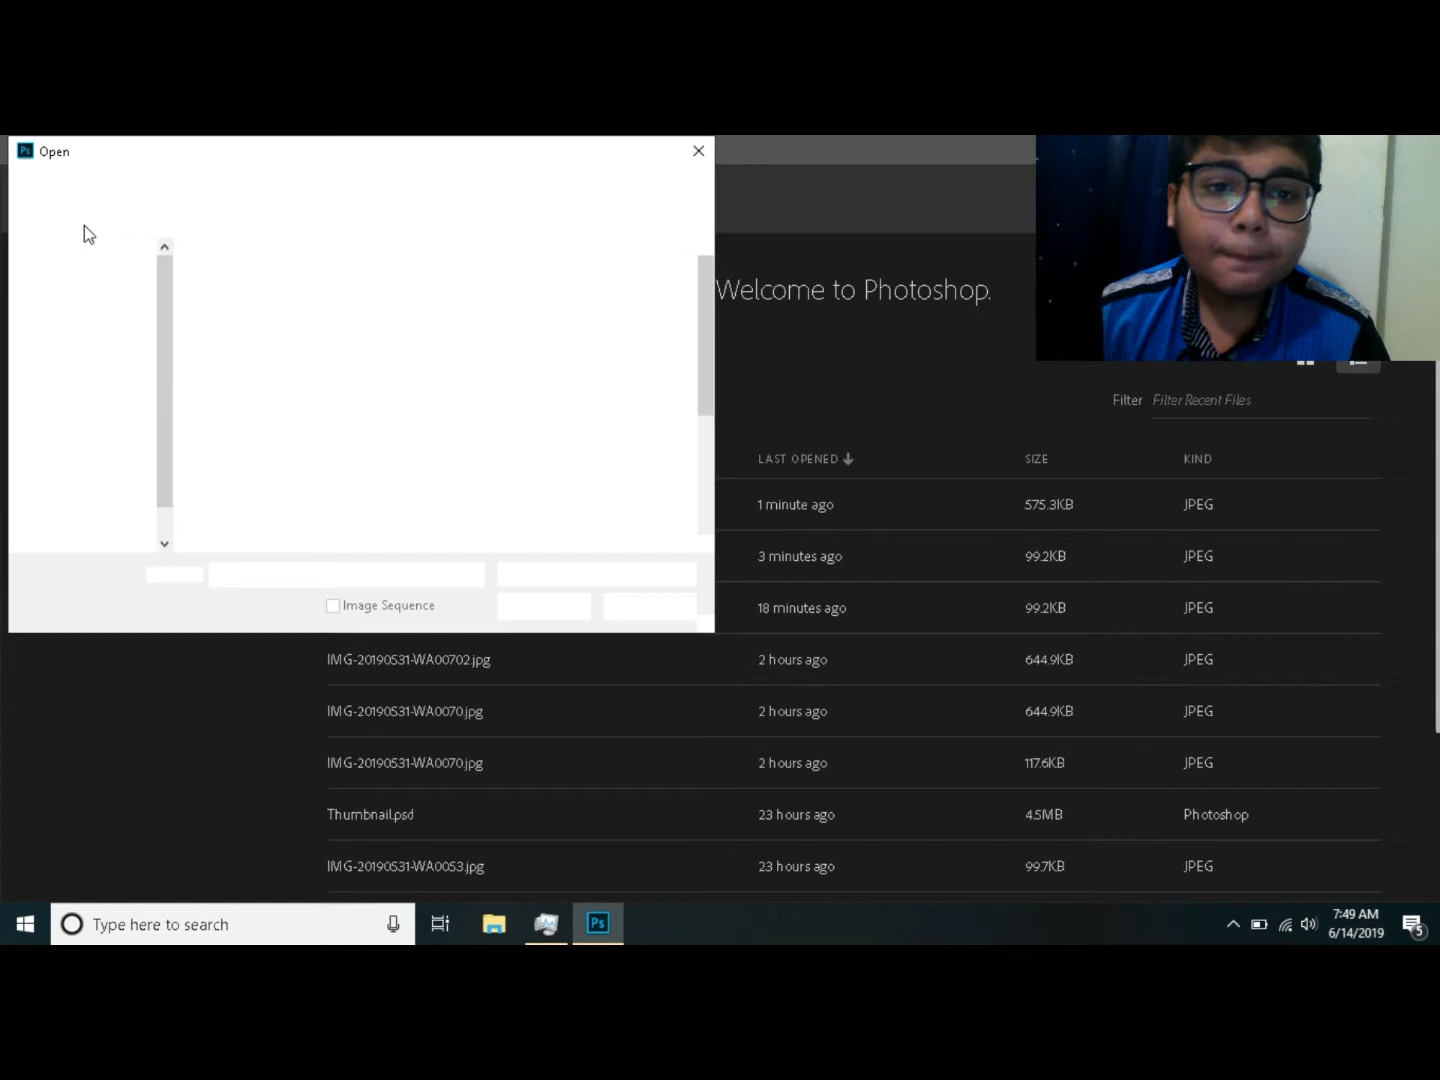 Ps Open
Welcome to Photoshop.
Filter Filter Recent Files
LAST OPENED SIZE KIND
1 minute ago 575.3KB JPEG
3 minutes ago 99.2KB JPEG
18 minutes ago 99.2KB JPEG
Image Sequence
IMG-20190531-WA00702.jpg 2 hours ago 644.9KB JPEG
IMG-20190531-WA0070.jpg 2 hours ago 644.9KB JPEG
IMG-20190531-WA0070.jpg 2 hours ago 117.6KB JPEG
Thumbnail.psd 23 hours ago 4.5MB Photoshop
IMG-20190531-WA0053.jpg 23 hours ago 99.7KB JPEG
Type here to search Ps 7:49 AM
6/14/2019 5